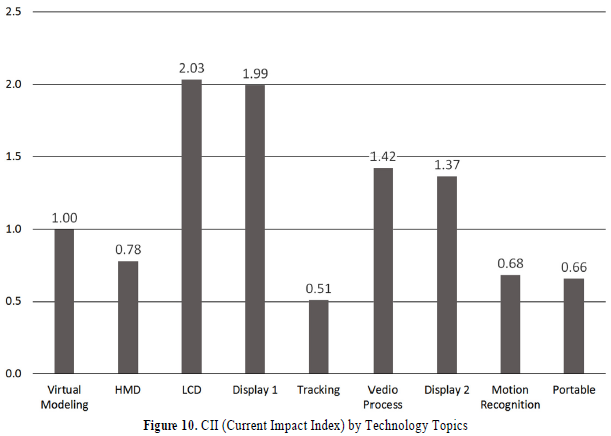 2.5
2.0
1.5
1.0
0.5
0.0
1.00
0.78
2.03
1.99
0.51
1.42
1.37
0.68
0.66
Virtual
Modeling
HMD
LCD
Display 1
Tracking
Vedio
Process
Display 2
Motion
Recognition
Portable
Figure 10. CII (Current Impact Index) by Technology Topics